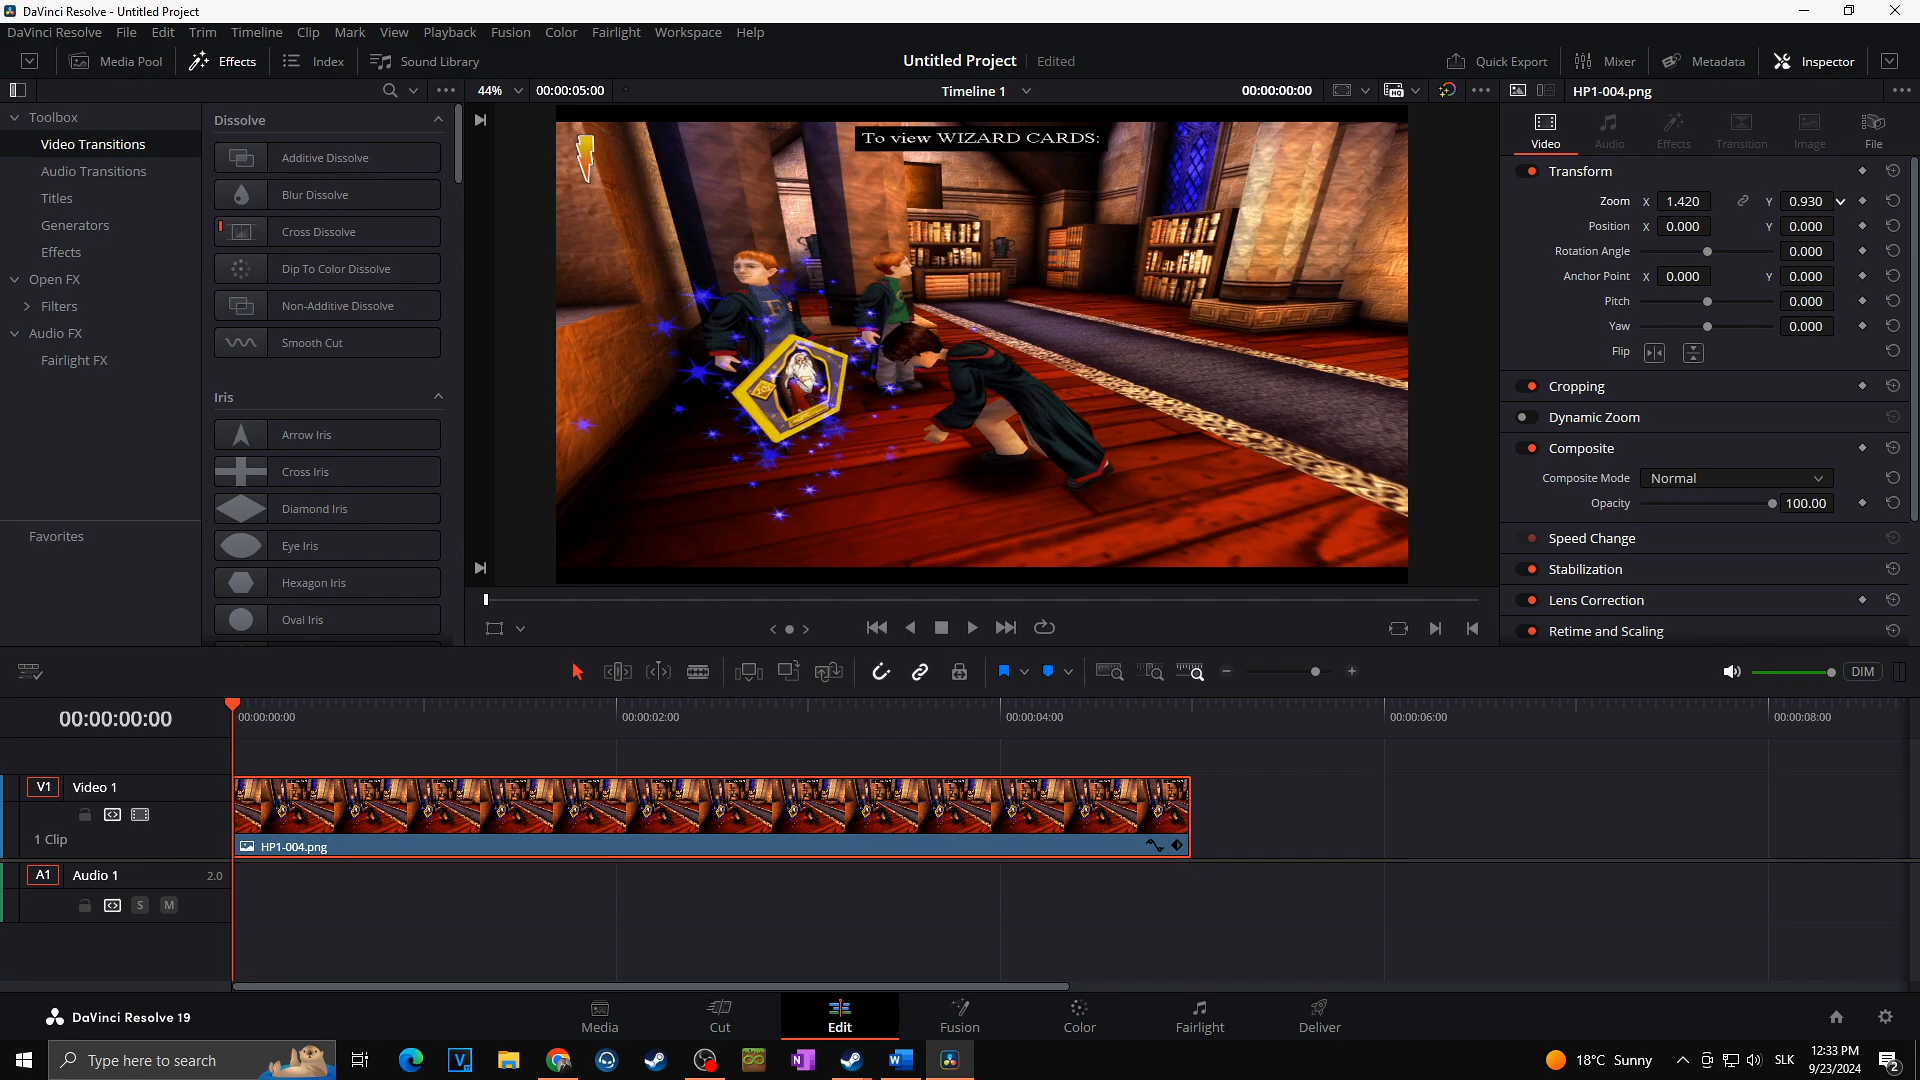 DaVinci Resolve - Untitled Project
DaVinci Resolve File Edit Trim Timeline Clip Mark View Playback Fusion Color Fairlight Workspace Help
Media Pool Effects Index Sound Library Untitled Project Edited Quick Export Mixer Metadata Inspector
44% 00:00:05:00 Timeline 1 00:00:00:00 HP1-004.png
Toolbox
Video Transitions
Audio Transitions
Titles
Generators
Effects
Open FX
Filters
Audio FX
Fairlight FX
Favorites
Dissolve
Additive Dissolve
Blur Dissolve
Cross Dissolve
Dip To Color Dissolve
Non-Additive Dissolve
Smooth Cut
Iris
Arrow Iris
Cross Iris
Diamond Iris
Eye Iris
Hexagon Iris
Oval Iris
To view WIZARD CARDS:
Video Audio Effects Transition Image File
Transform
Zoom X 1.420 Y 0.930
Position X 0.000 Y 0.000
Rotation Angle 0.000
Anchor Point X 0.000 Y 0.000
Pitch 0.000
Yaw 0.000
Flip
Cropping
Dynamic Zoom
Composite
Composite Mode Normal
Opacity 100.00
Speed Change
Stabilization
Lens Correction
Retime and Scaling
DIM
00:00:00:00 00:00:00:00 00:00:02:00 00:00:04:00 00:00:06:00 00:00:08:00
V1 Video 1
1 Clip
HP1-004.png
A1 Audio 1 2.0
S M
DaVinci Resolve 19 Media Cut Edit Fusion Color Fairlight Deliver
Type here to search
18°C Sunny
SLK
12:33 PM
9/23/2024
2